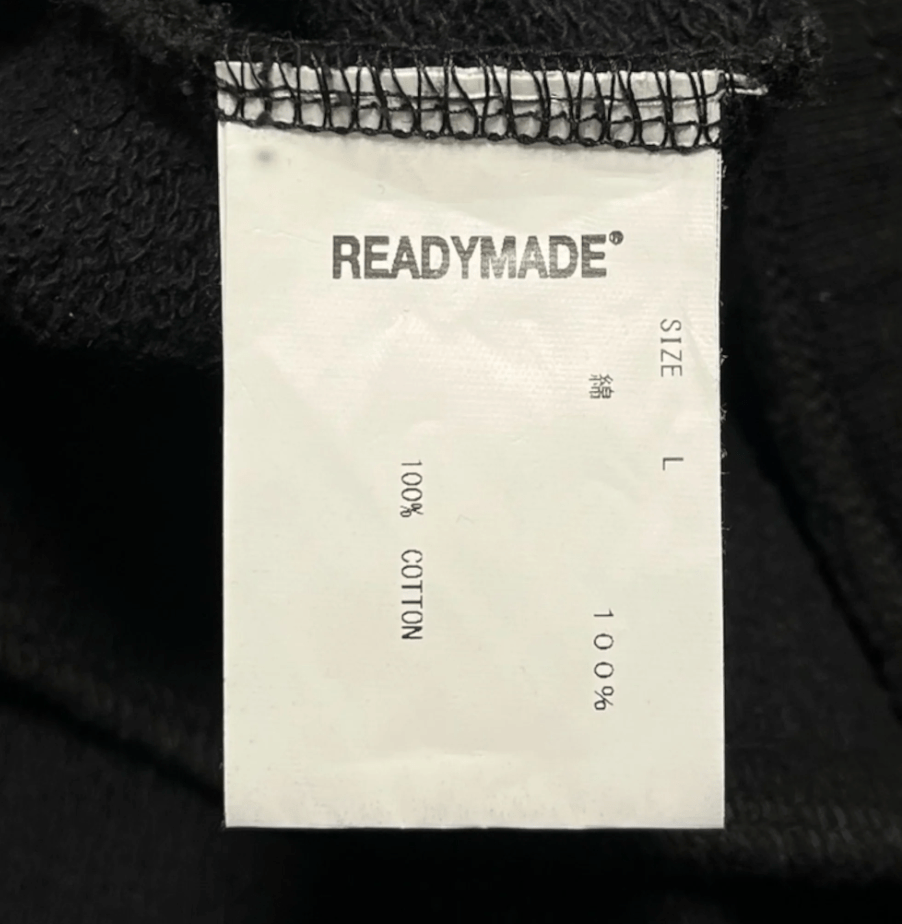 READYMADE®
SIZE L
綿 100%
100% COTTON